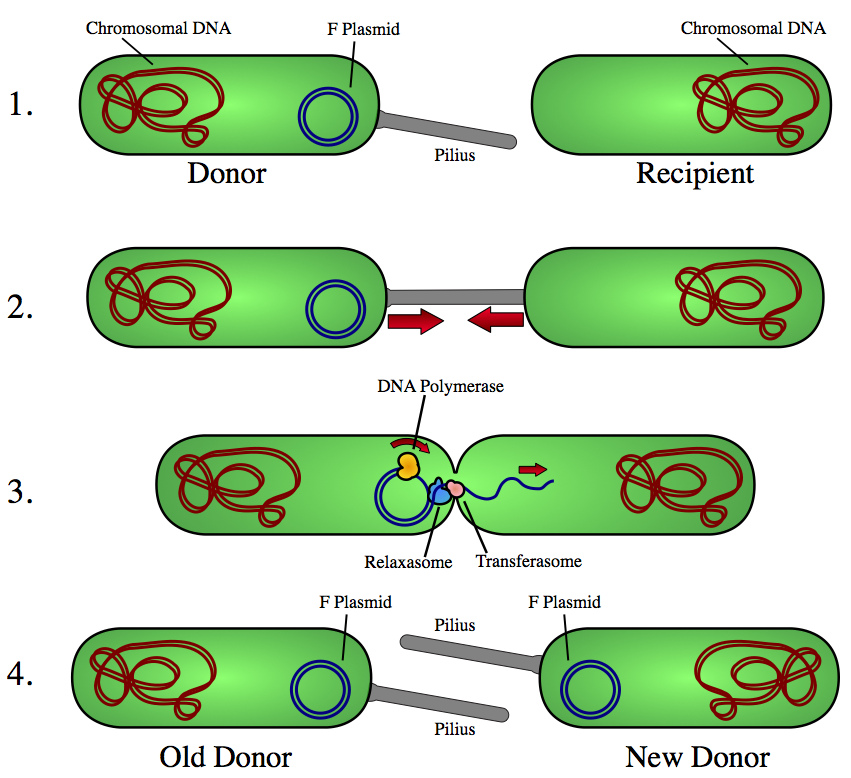 Chromosomal DNA
F Plasmid
Chromosomal DNA
1.
Pilius
Donor
Recipient
2.
DNA Polymerase
3.
Relaxasome
Transferasome
F Plasmid
F Plasmid
Pilius
4.
Pilius
Old Donor
New Donor